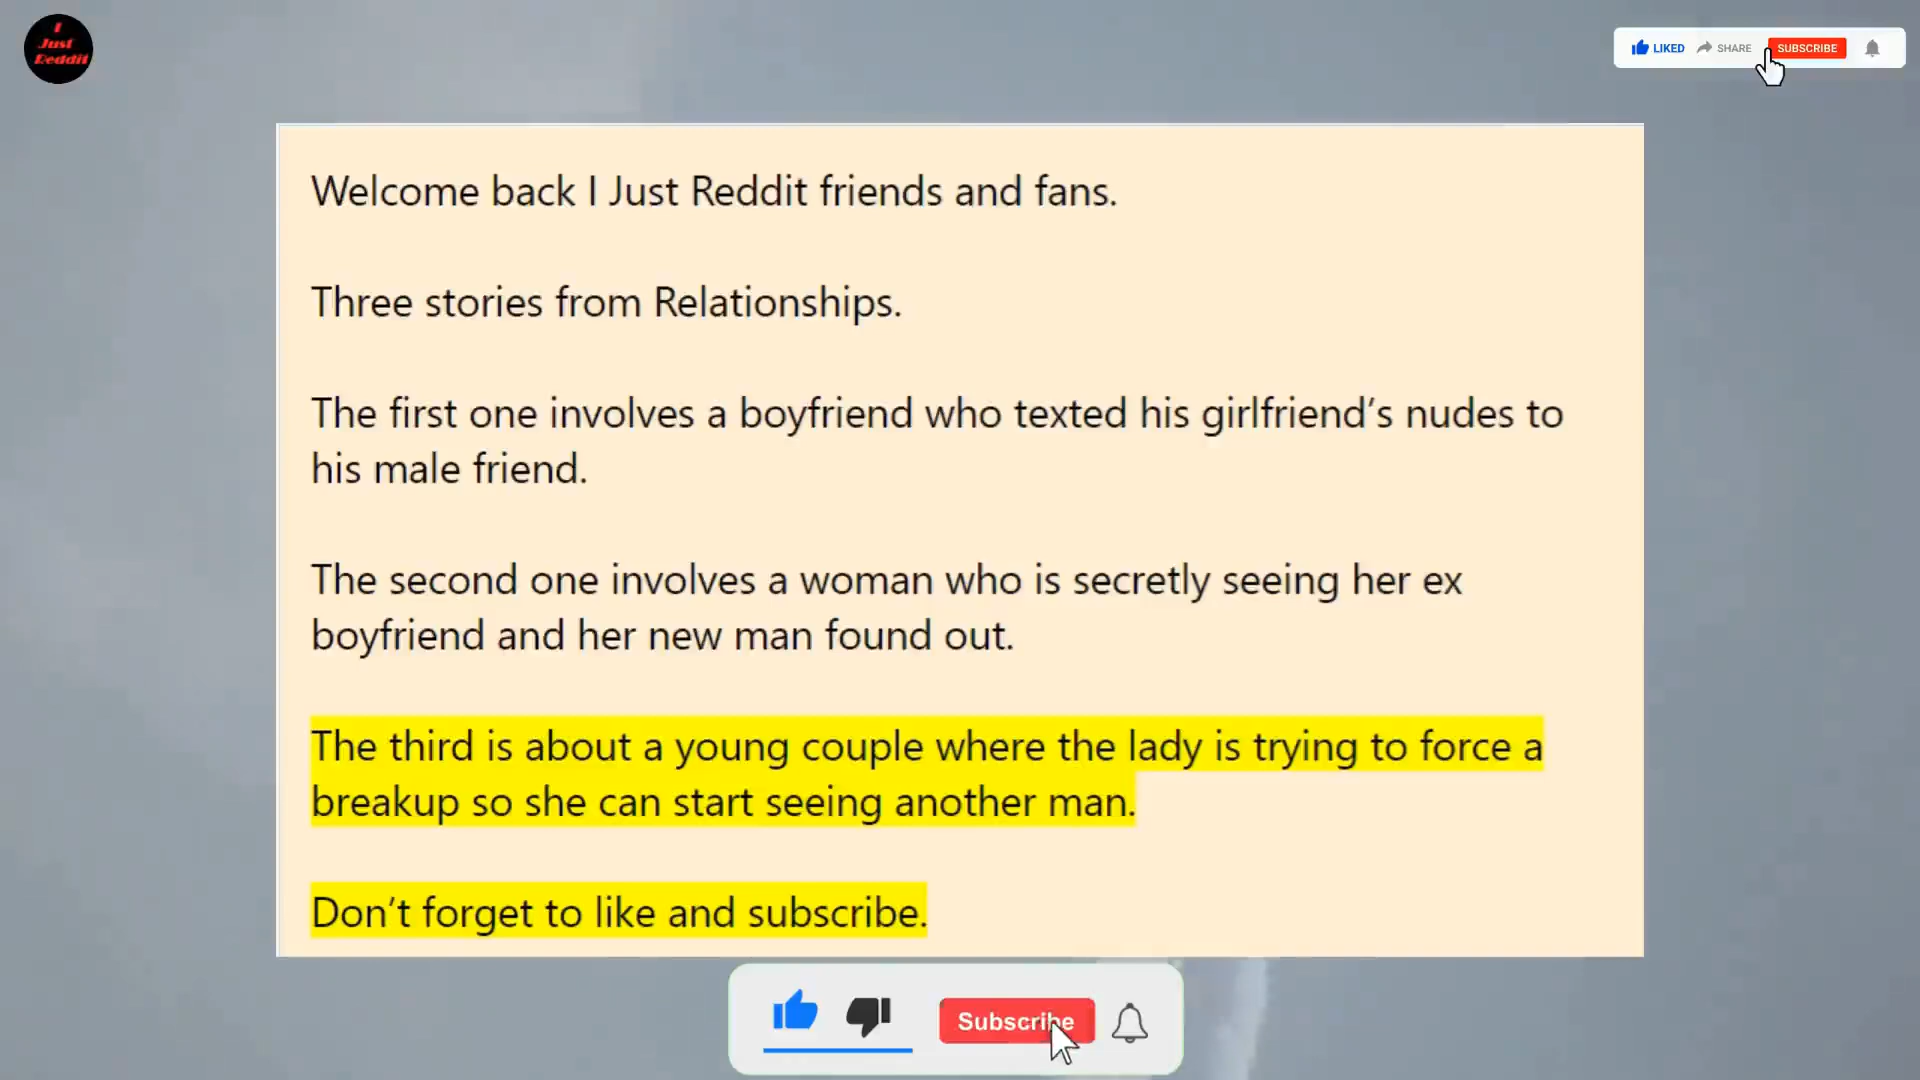 I
Just
Reddit
LIKED SHARE SUBSCRIBE
Welcome back I Just Reddit friends and fans.
Three stories from Relationships.
The first one involves a boyfriend who texted his girlfriend’s nudes to
his male friend.
The second one involves a woman who is secretly seeing her ex
boyfriend and her new man found out.
The third is about a young couple where the lady is trying to force a
breakup so she can start seeing another man.
Don’t forget to like and subscribe.
Subscribe